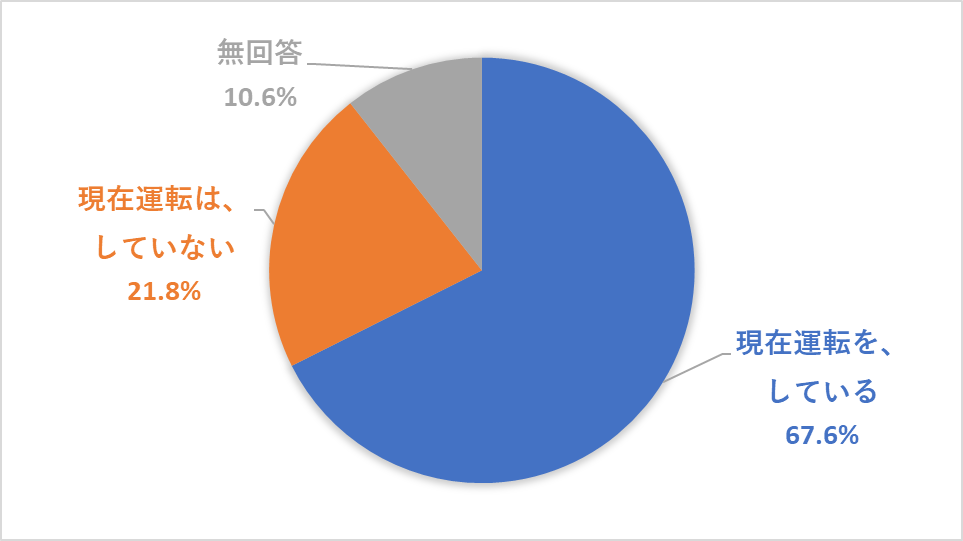 無回答
10.6%
現在運転は、
していない
21.8%
現在運転を、
している
67.6%